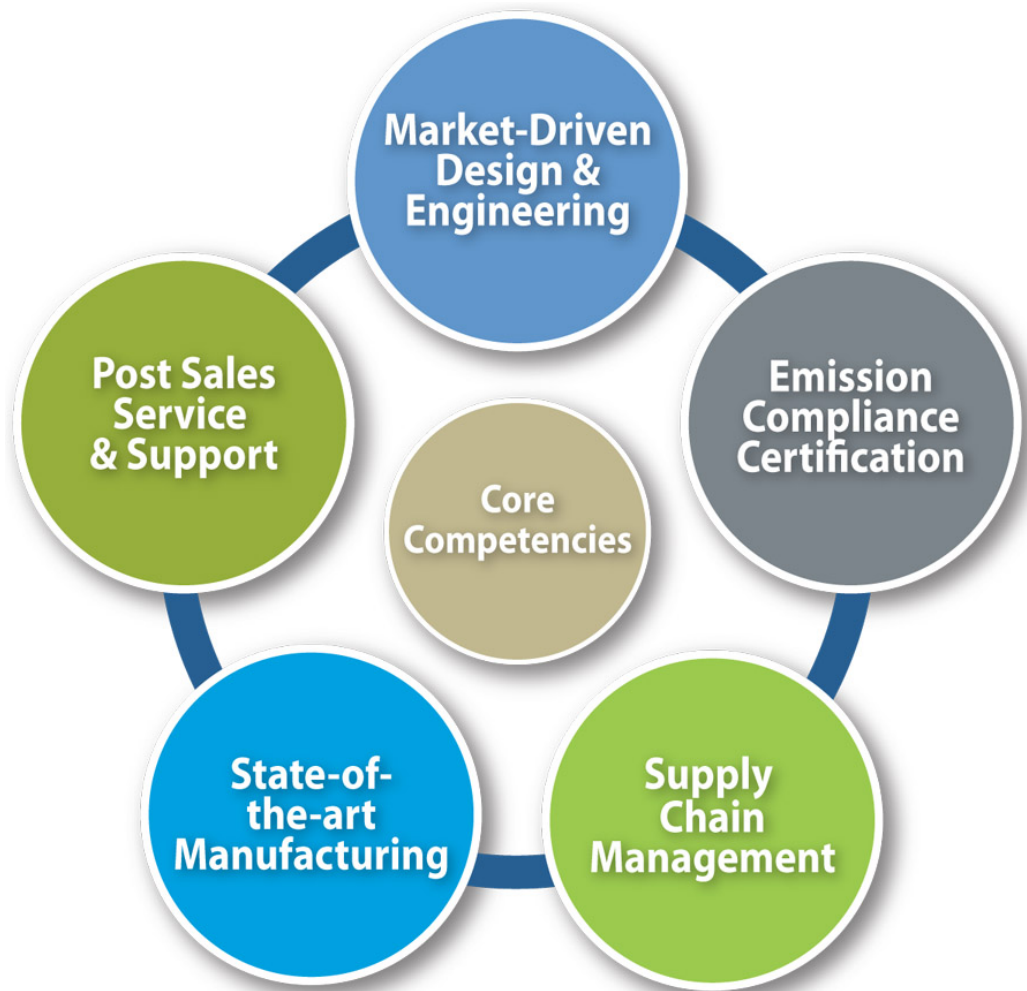 Market-Driven
Design &
Engineering
Emission
Compliance
Certification
Supply
Chain
Management
State-of-
the-art
Manufacturing
Post Sales
Service
& Support
Core
Competencies